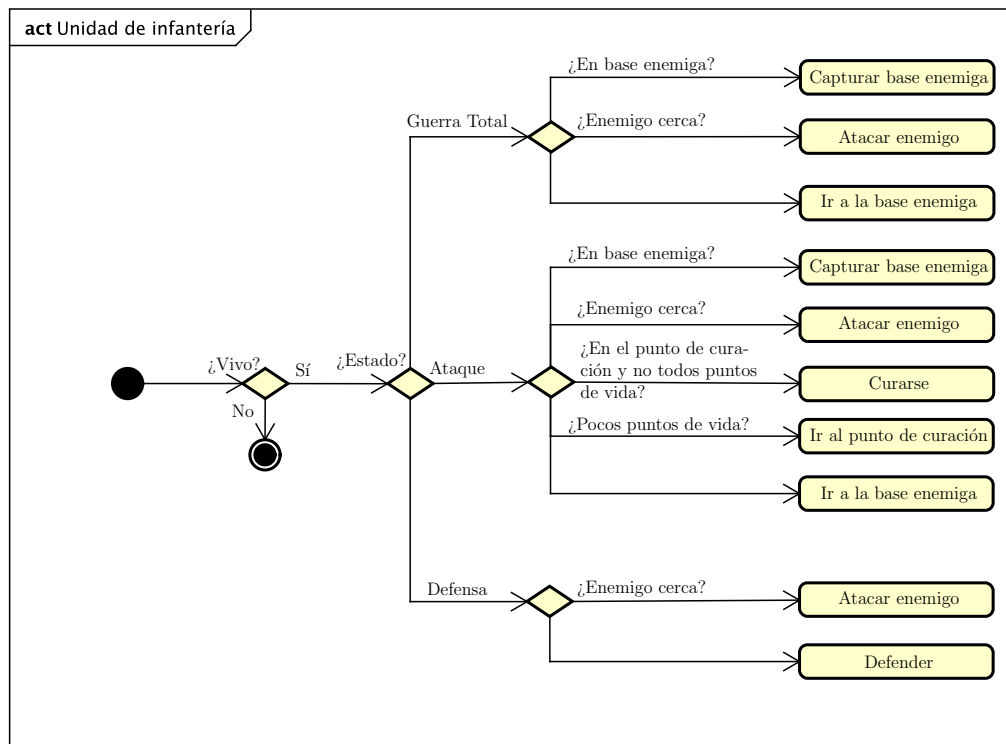 act Unidad de infantería
¿En base enemiga?
Capturar base enemiga
Guerra Total
¿Enemigo cerca?
Atacar enemigo
Ir a la base enemiga
¿En base enemiga?
Capturar base enemiga
¿Enemigo cerca?
Atacar enemigo
¿Vivo?
Sí
¿Estado?
Ataque
¿En el punto de cura-
ción y no todos puntos
de vida?
Curarse
No
¿Pocos puntos de vida?
Ir al punto de curación
Ir a la base enemiga
Defensa
¿Enemigo cerca?
Atacar enemigo
Defender